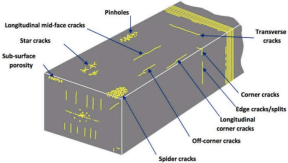 Pinholes
Longitudinal mid-face cracks
Transverse
cracks
Star cracks
Sub-surface
porosity
Corner cracks
Edge cracks/splits
Longitudinal
corner cracks
Off-corner cracks
Spider cracks